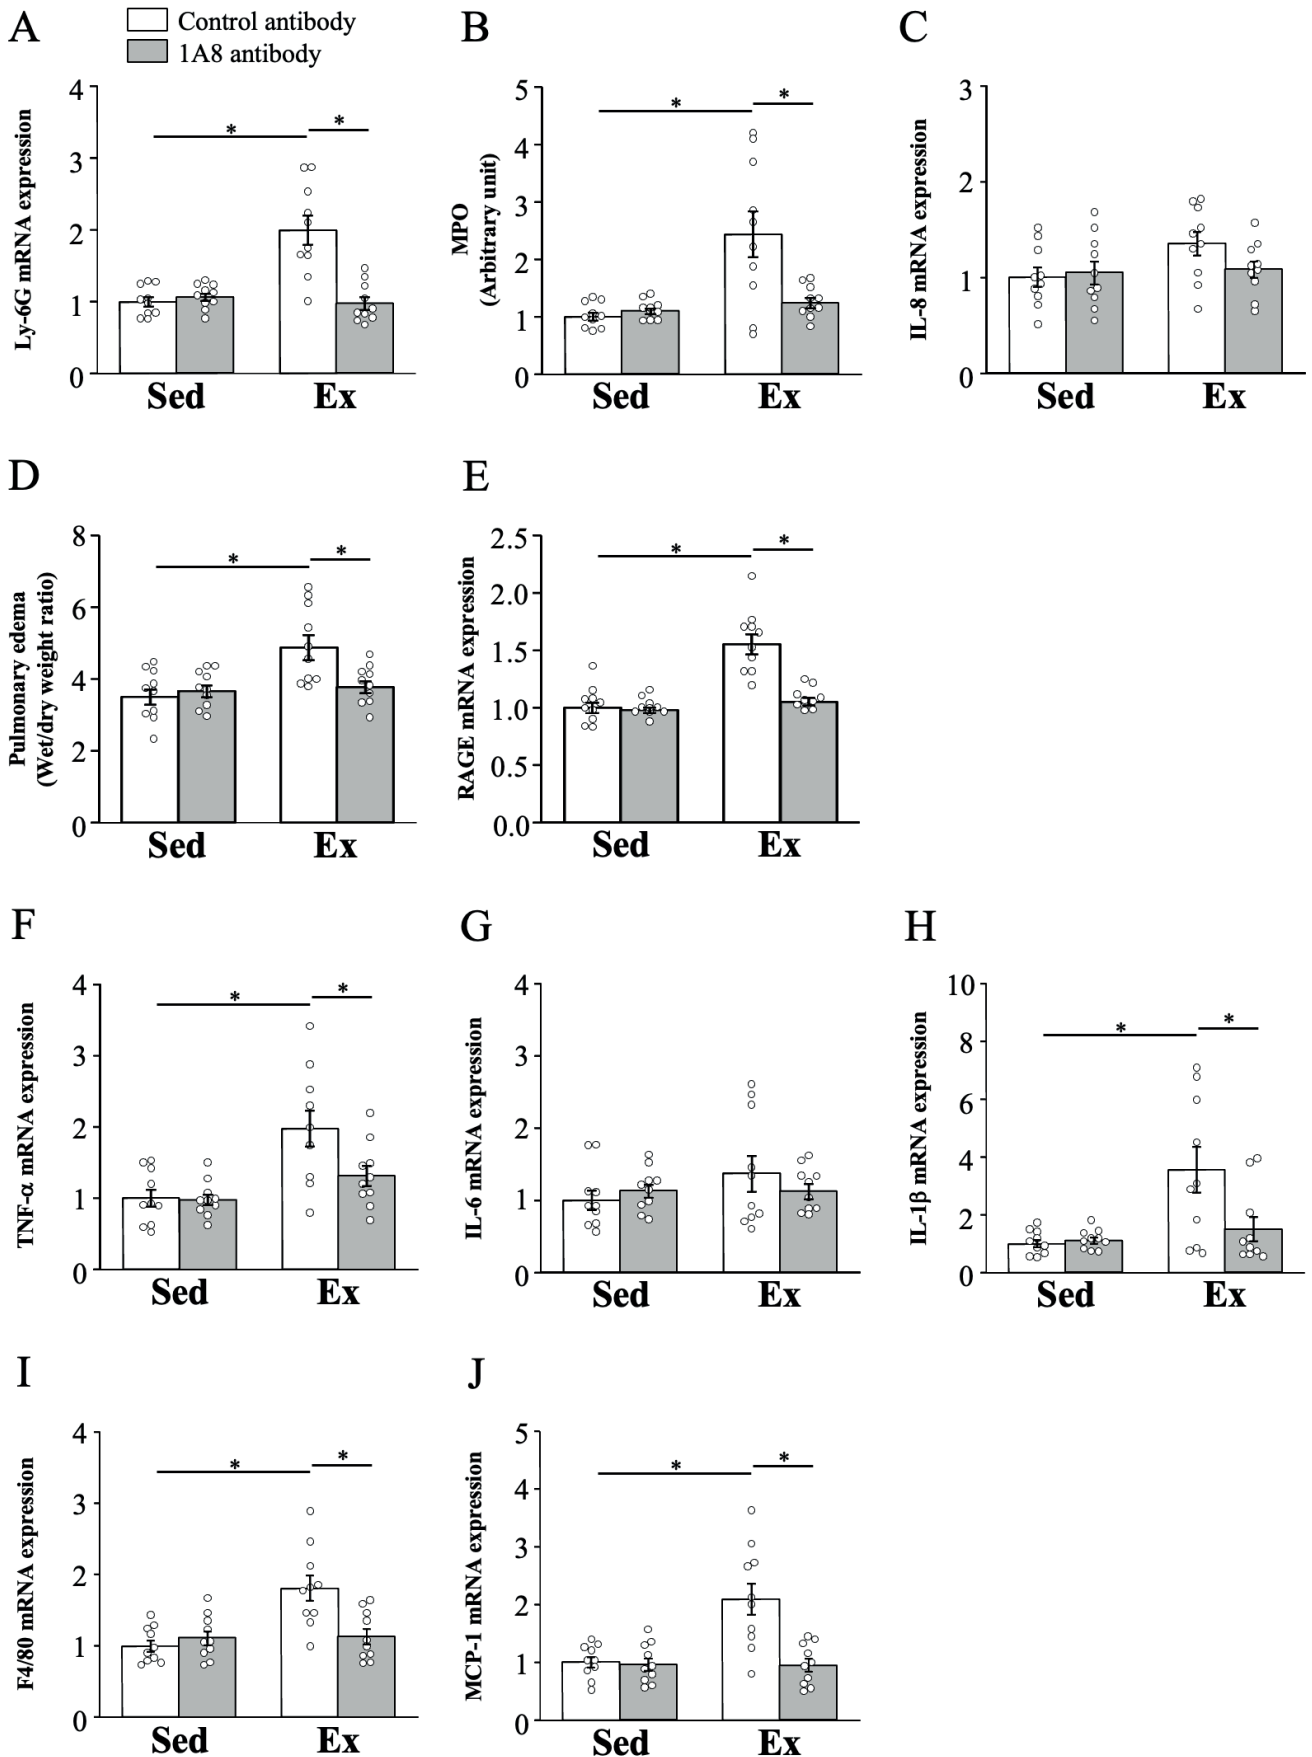 A
Control antibody
1A8 antibody
Ly-6G mRNA expression
4
3
2
1
0
*
*
Sed
Ex
B
MPO
(Arbitrary unit)
5
4
3
2
1
0
*
*
Sed
Ex
C
IL-8 mRNA expression
3
2
1
0
Sed
Ex
D
Pulmonary edema
(Wet/dry weight ratio)
8
6
4
2
0
*
*
Sed
Ex
E
RAGE mRNA expression
2.5
2.0
1.5
1.0
0.5
0.0
*
*
Sed
Ex
F
TNF-α mRNA expression
4
3
2
1
0
*
*
Sed
Ex
G
IL-6 mRNA expression
4
3
2
1
0
Sed
Ex
H
IL-1β mRNA expression
10
8
6
4
2
0
*
*
Sed
Ex
I
F4/80 mRNA expression
4
3
2
1
0
*
*
Sed
Ex
J
MCP-1 mRNA expression
5
4
3
2
1
0
*
*
Sed
Ex